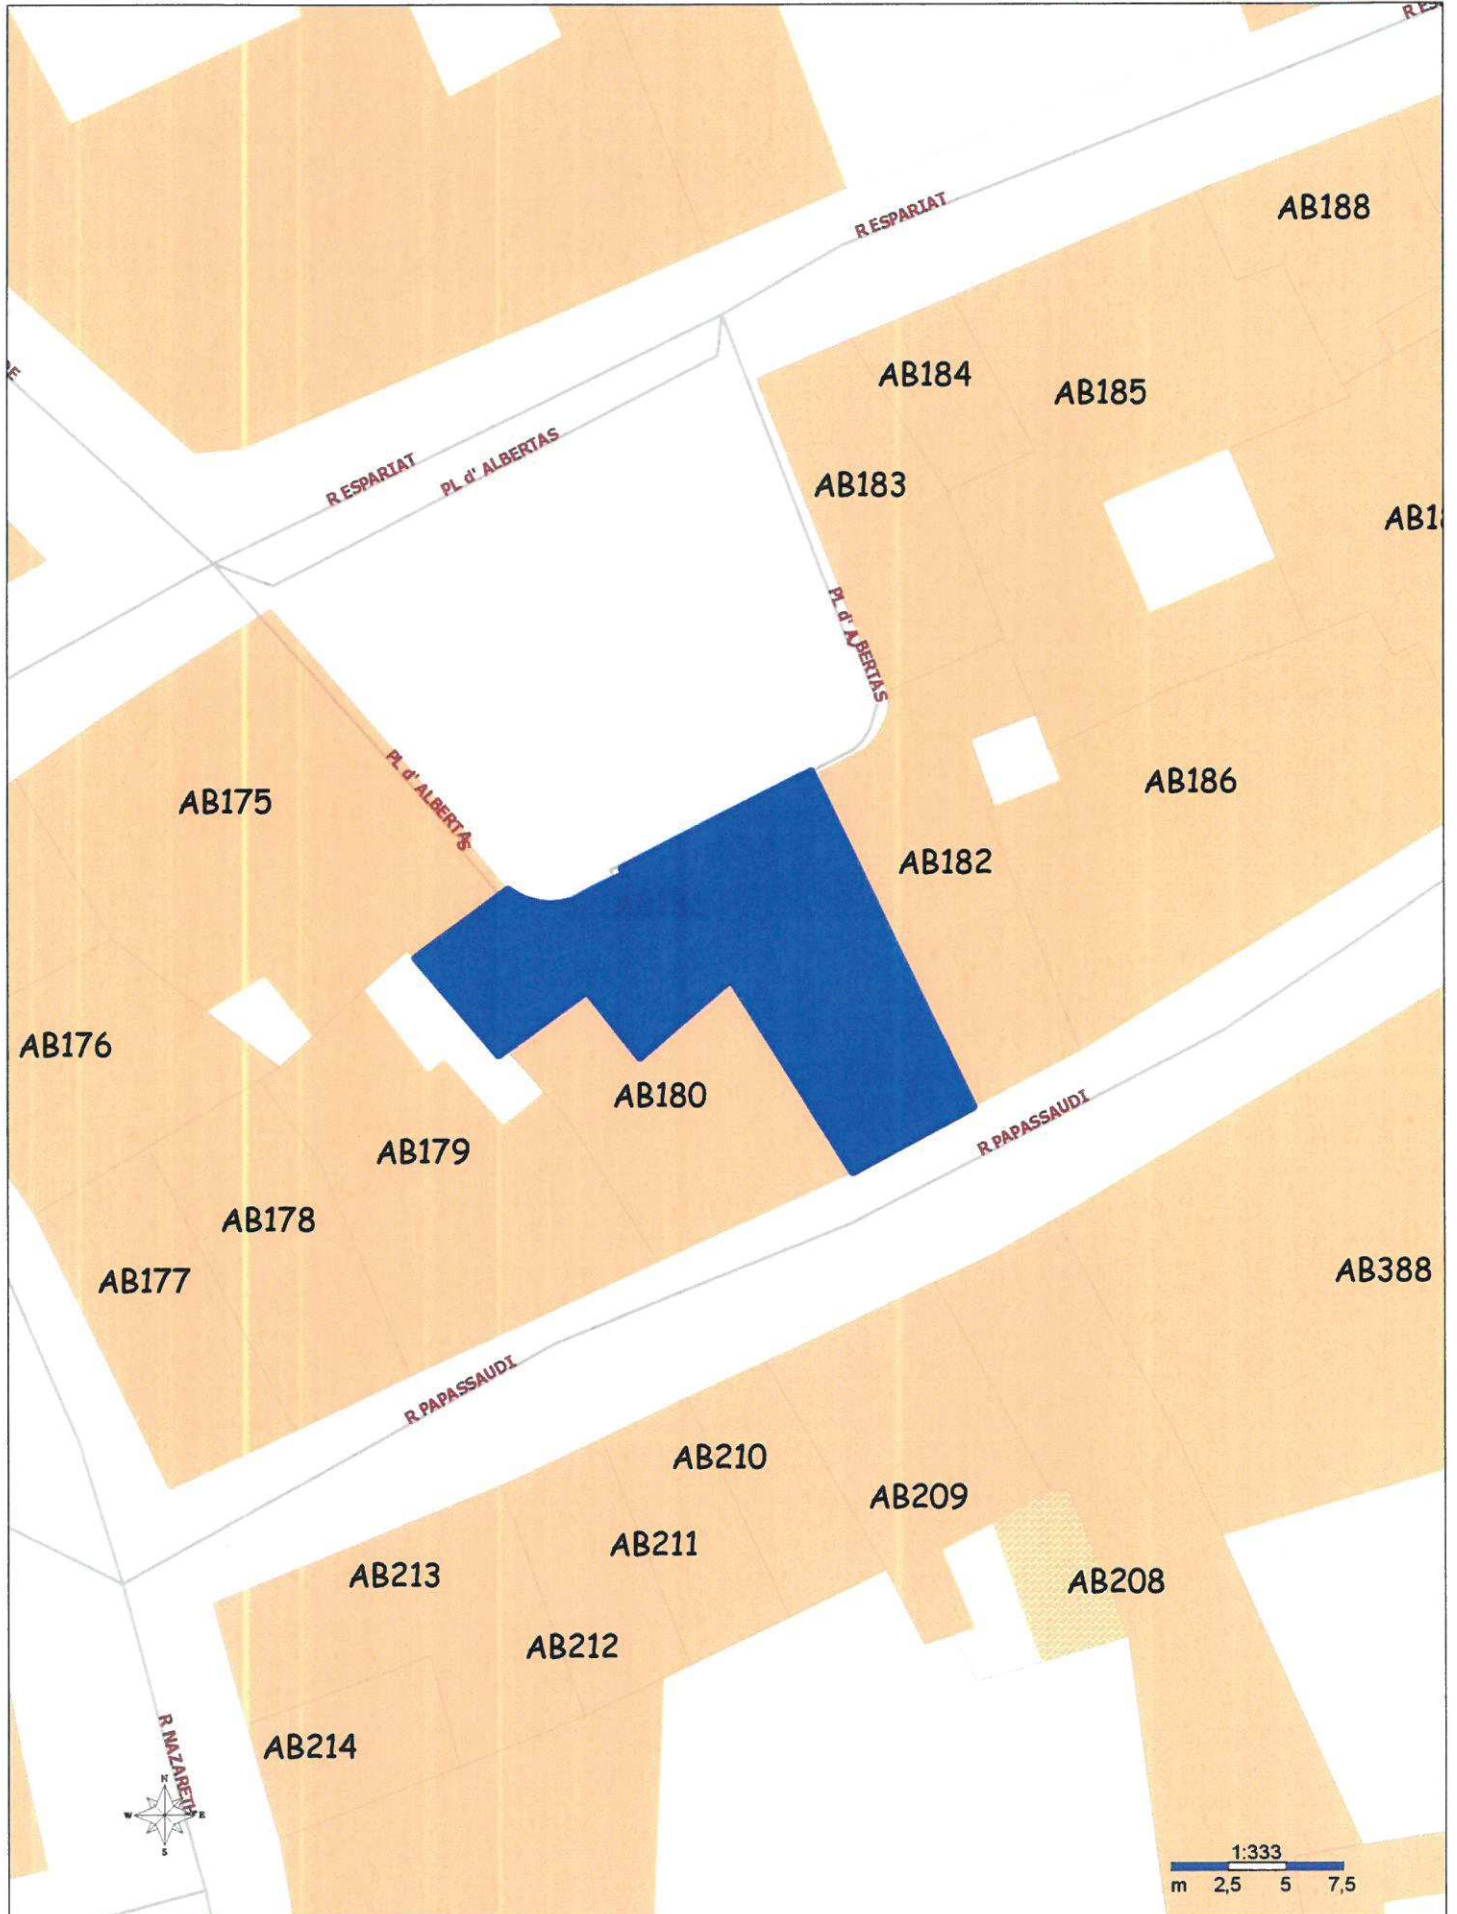 R ESPARIAT
AB188
AB184
AB185
R ESPARIAT
PL d' ALBERTAS
AB183
PL d' ALBERTAS
AB175
PL d' ALBERTAS
AB186
AB182
AB176
AB180
R PAPASSAUDI
AB179
AB178
AB177
AB388
R PAPASSAUDI
AB210
AB209
AB211
AB213
AB208
AB212
R NAZARETH
AB214
N
W E
S
1:333
m 2,5 5 7,5